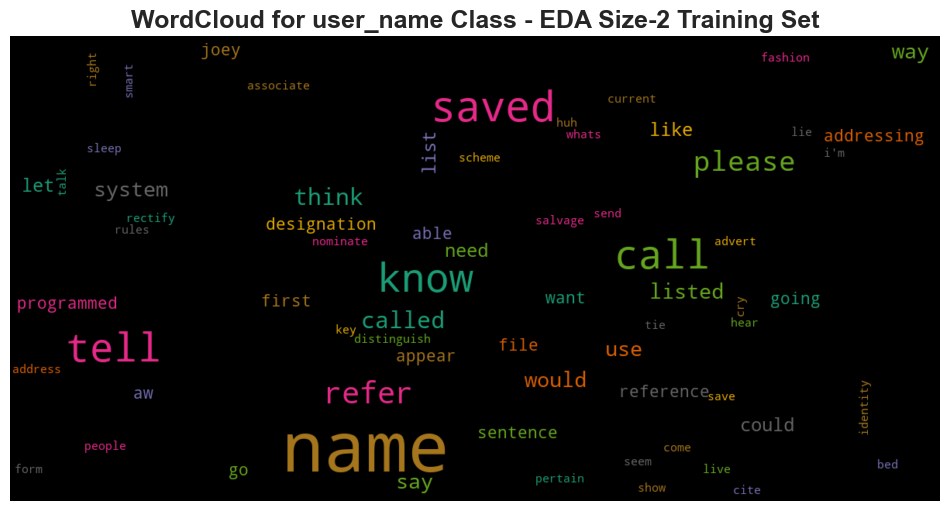 WordCloud for user_name Class - EDA Size-2 Training Set
joey
way
right
smart
fashion
associate
saved
current
huh
whats
like
lie
addressing
list
sleep
scheme
please
i'm
let
talk
system
think
rectify
rules
designation
nominate
able
need
salvage
send
call
advert
know
programmed
first
want
listed
going
cry
called
key
distinguish
tie
hear
tell
appear
file
use
address
aw
refer
would
reference
save
identity
could
name
sentence
people
come
form
go
say
pertain
seem
live
bed
show
cite